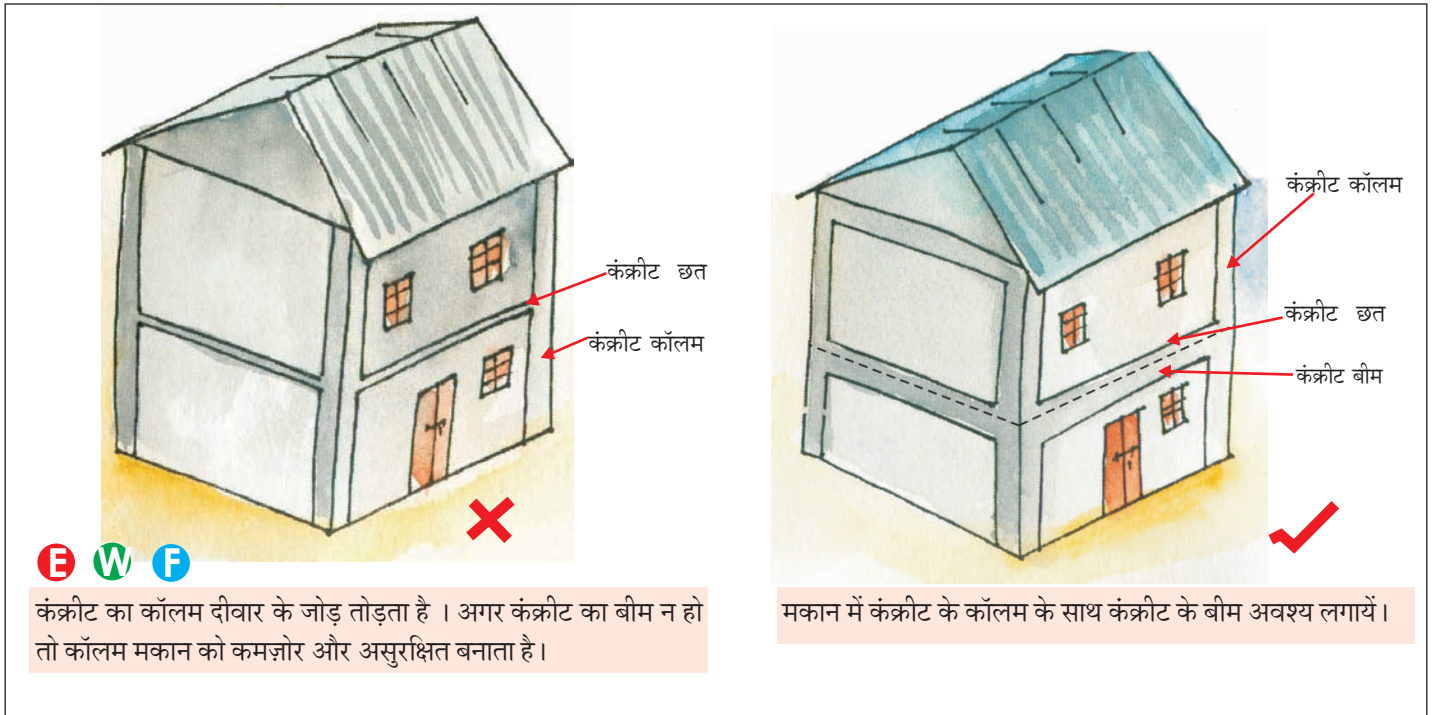 कंक्रीट छत
कंक्रीट कॉलम
कंक्रीट कॉलम
कंक्रीट छत
कंक्रीट बीम
E W F
कंक्रीट का कॉलम दीवार के जोड़ तोड़ता है । अगर कंक्रीट का बीम न हो
तो कॉलम मकान को कमज़ोर और असुरक्षित बनाता है।
मकान में कंक्रीट के कॉलम के साथ कंक्रीट के बीम अवश्य लगायें।